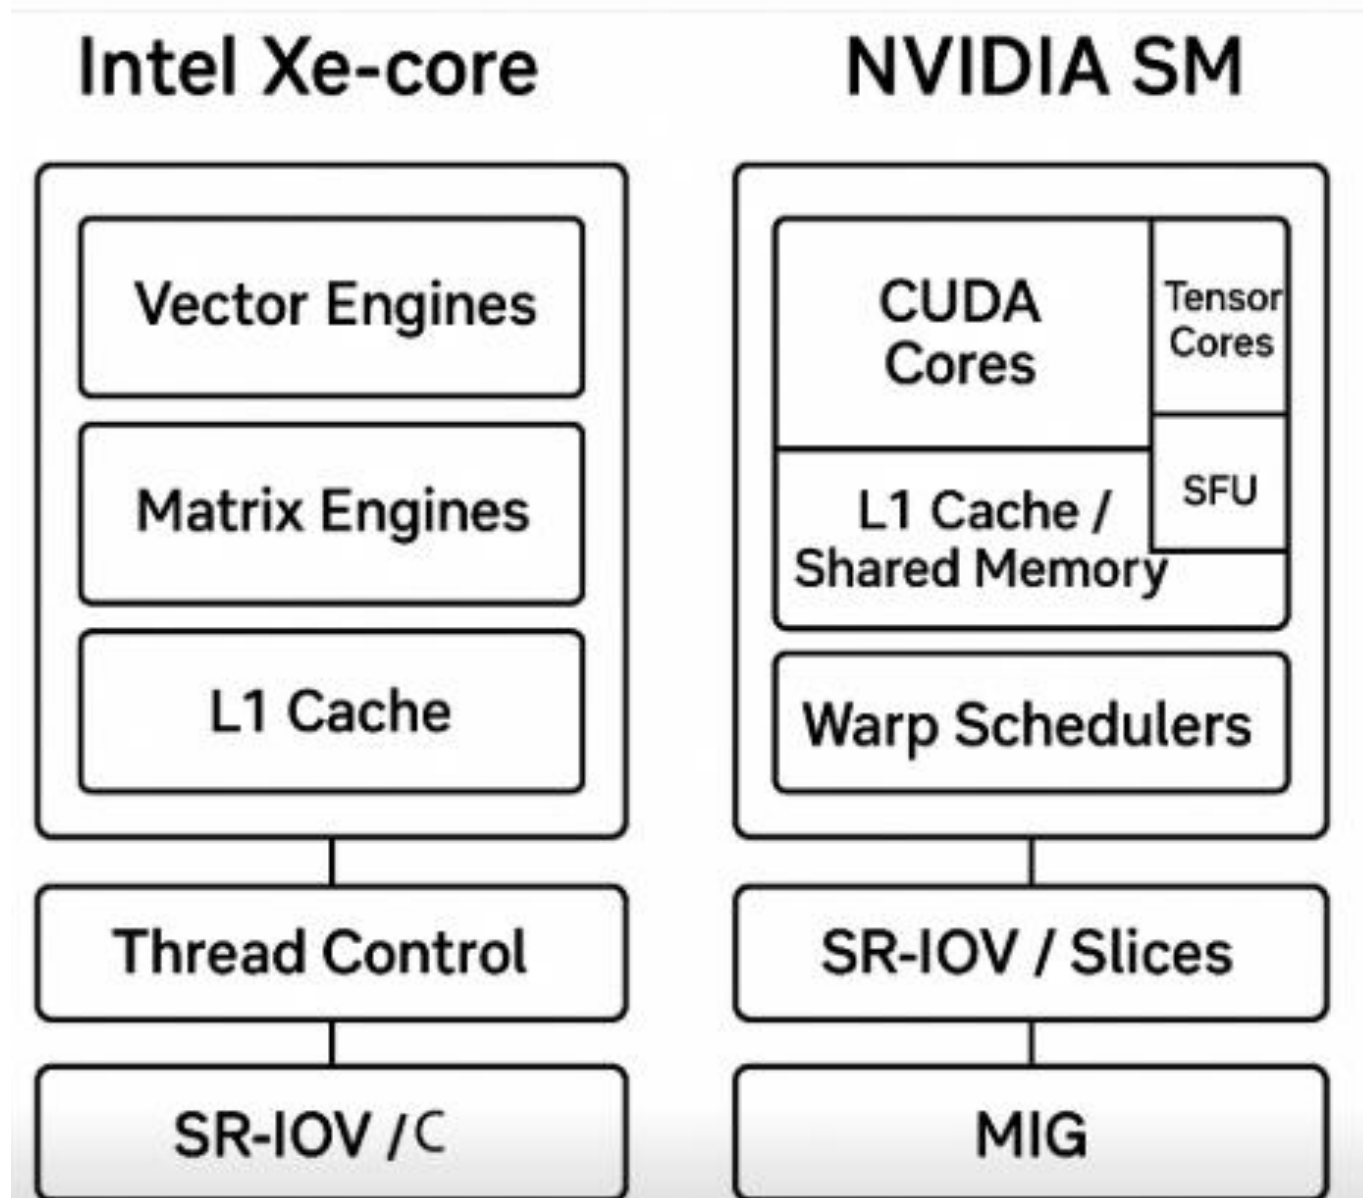 Intel Xe-core
Vector Engines
Matrix Engines
L1 Cache
Thread Control
SR-IOV / C
NVIDIA SM
CUDA
Cores
Tensor
Cores
SFU
L1 Cache /
Shared Memory
Warp Schedulers
SR-IOV / Slices
MIG